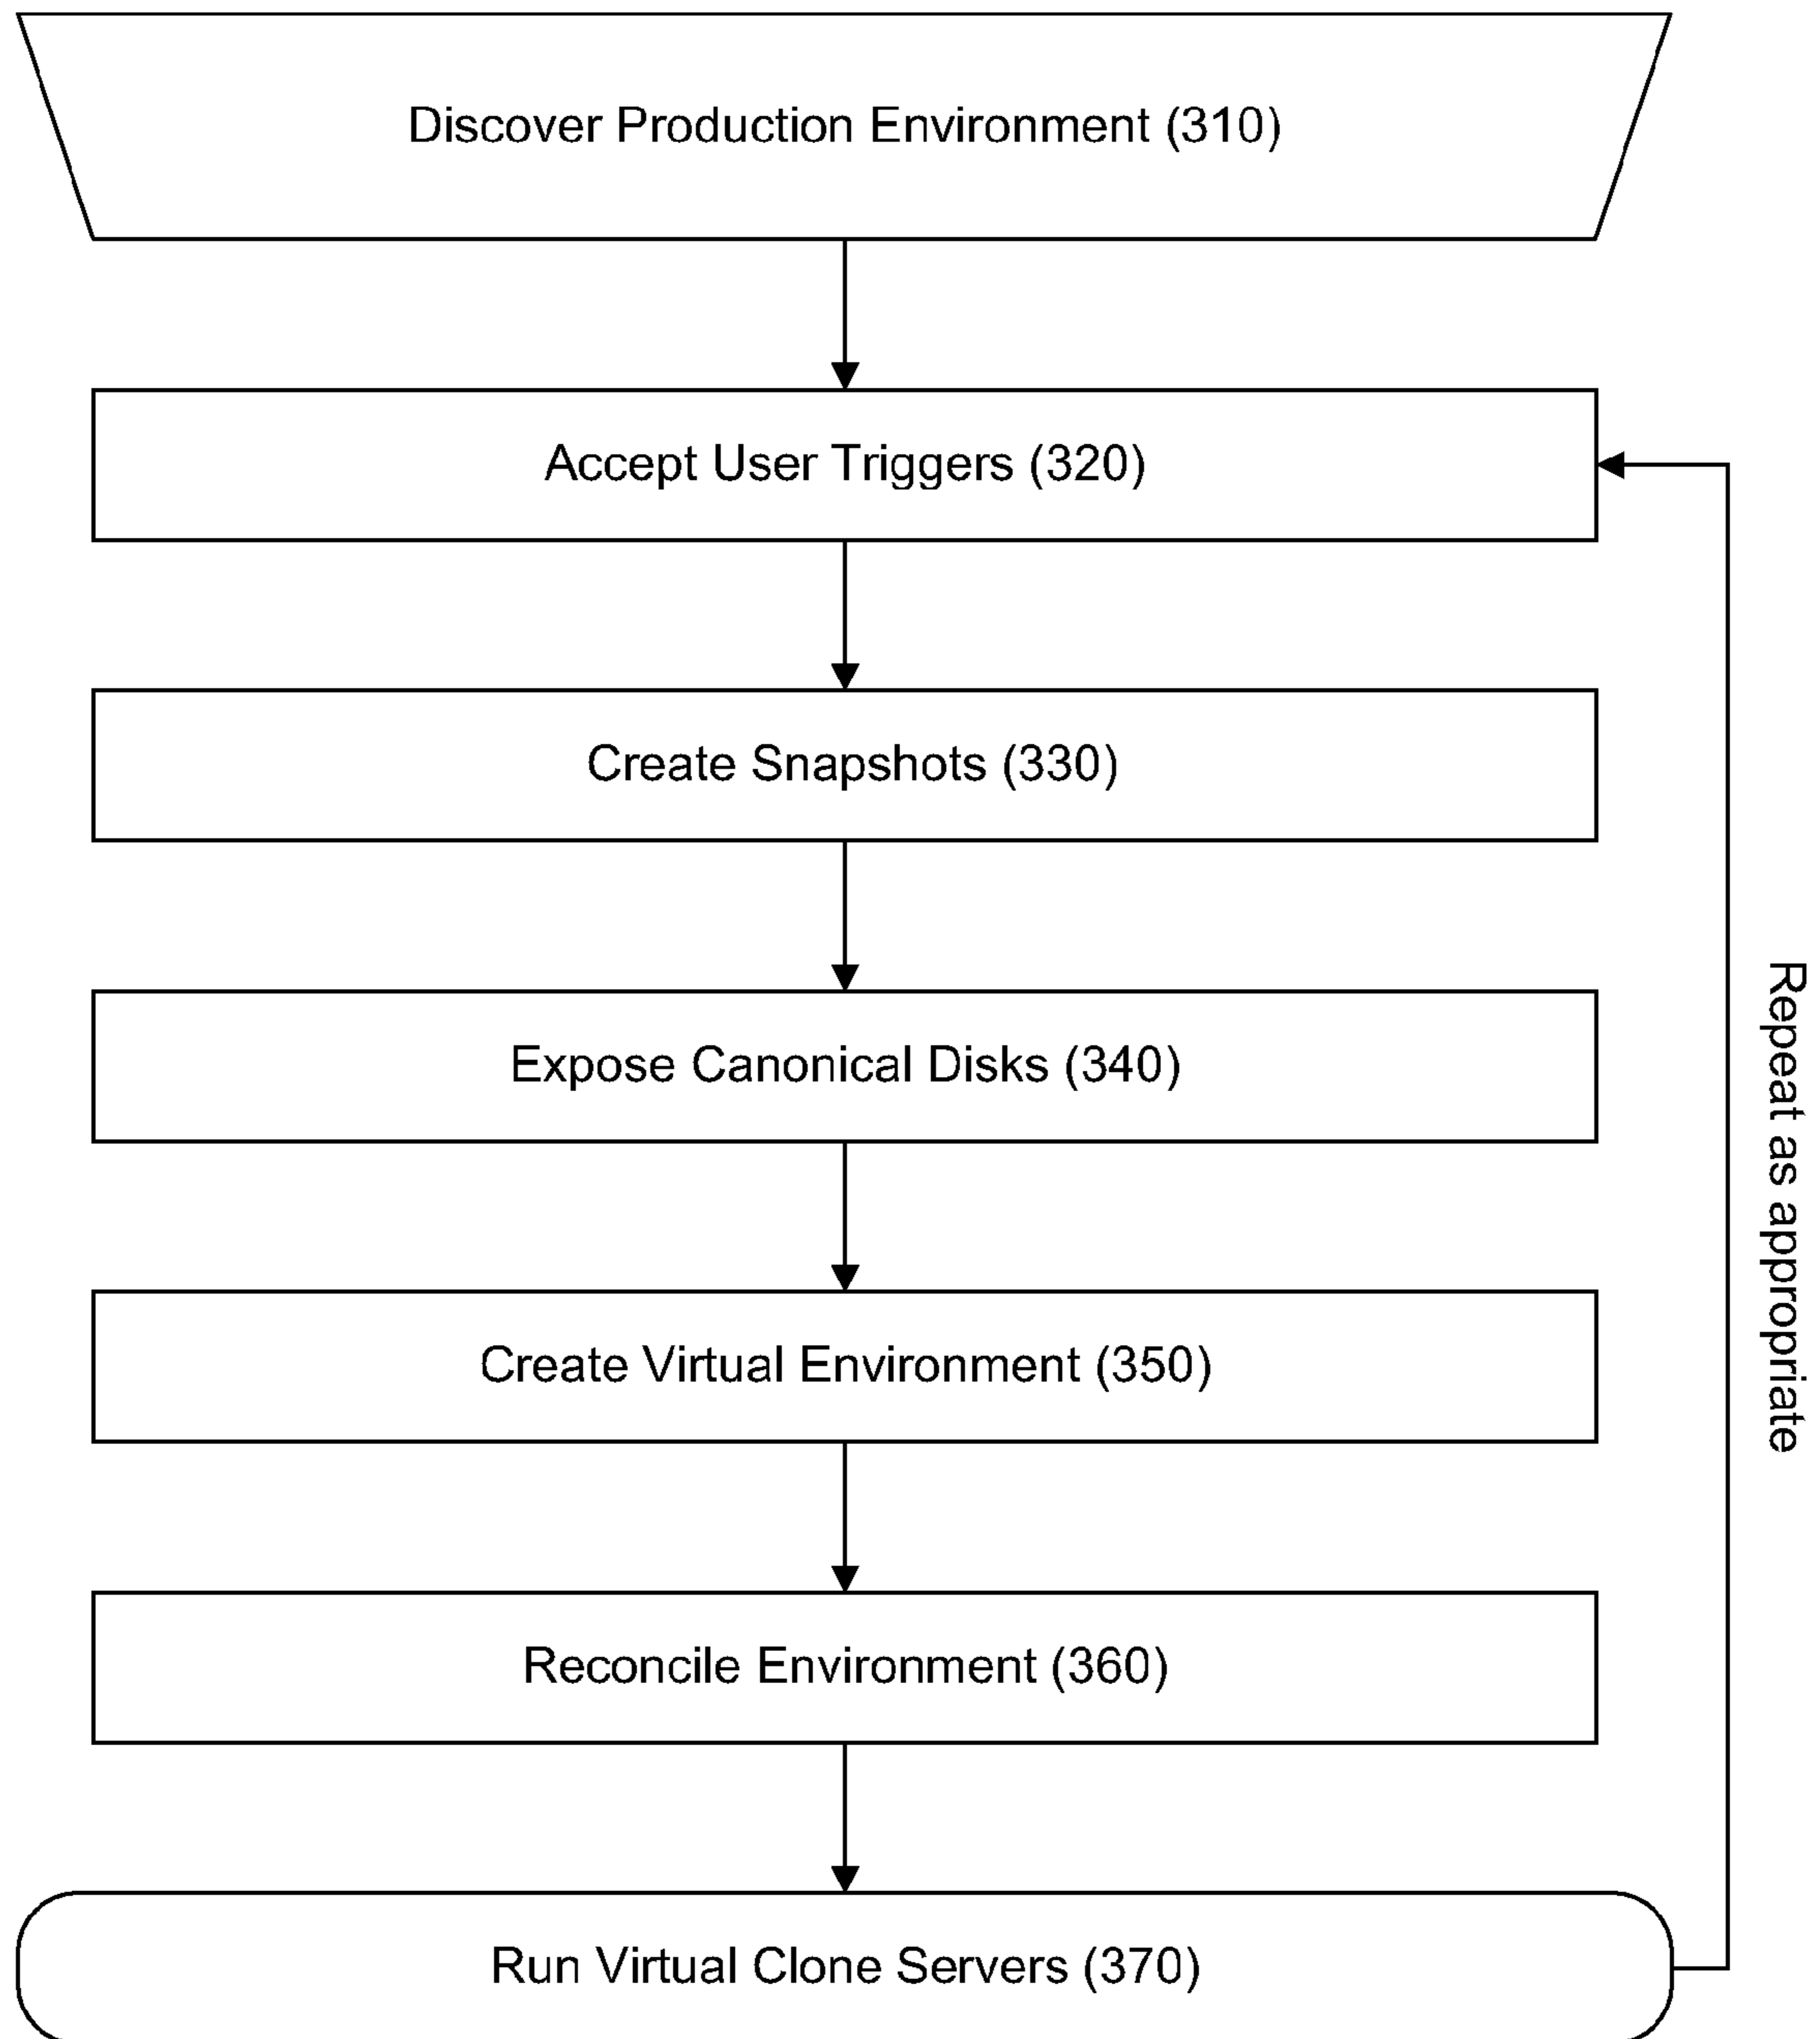 Discover Production Environment (310)
Accept User Triggers (320)
Create Snapshots (330)
Expose Canonical Disks (340)
Create Virtual Environment (350)
Reconcile Environment (360)
Run Virtual Clone Servers (370)
Repeat as appropriate